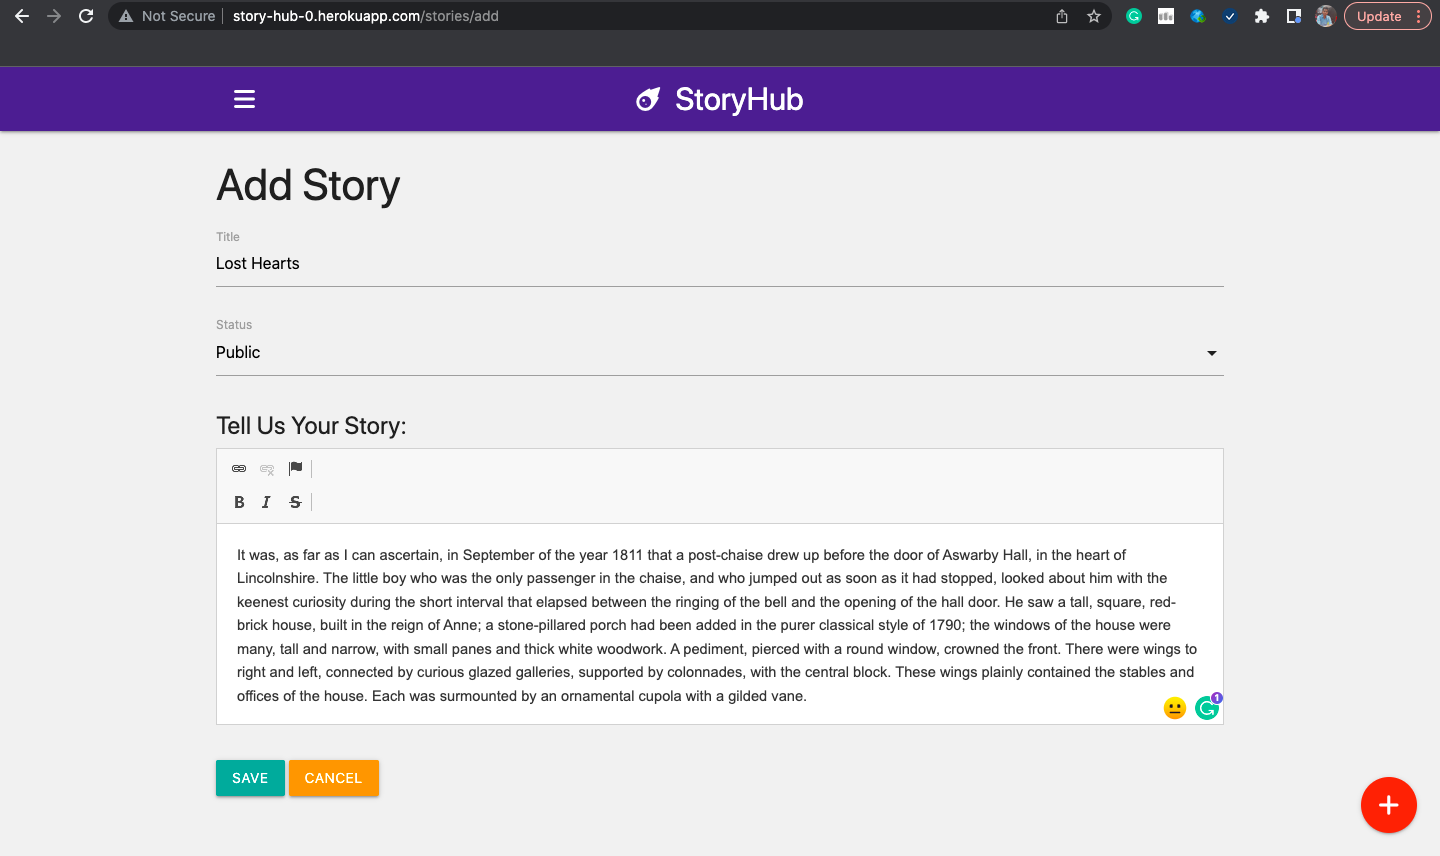 Not Secure story-hub-0.herokuapp.com/stories/add Update
StoryHub
Add Story
Title
Lost Hearts
Status
Public
Tell Us Your Story:
B I S
It was, as far as I can ascertain, in September of the year 1811 that a post-chaise drew up before the door of Aswarby Hall, in the heart of
Lincolnshire. The little boy who was the only passenger in the chaise, and who jumped out as soon as it had stopped, looked about him with the
keenest curiosity during the short interval that elapsed between the ringing of the bell and the opening of the hall door. He saw a tall, square, red-
brick house, built in the reign of Anne; a stone-pillared porch had been added in the purer classical style of 1790; the windows of the house were
many, tall and narrow, with small panes and thick white woodwork. A pediment, pierced with a round window, crowned the front. There were wings to
right and left, connected by curious glazed galleries, supported by colonnades, with the central block. These wings plainly contained the stables and
offices of the house. Each was surmounted by an ornamental cupola with a gilded vane.
1
SAVE CANCEL